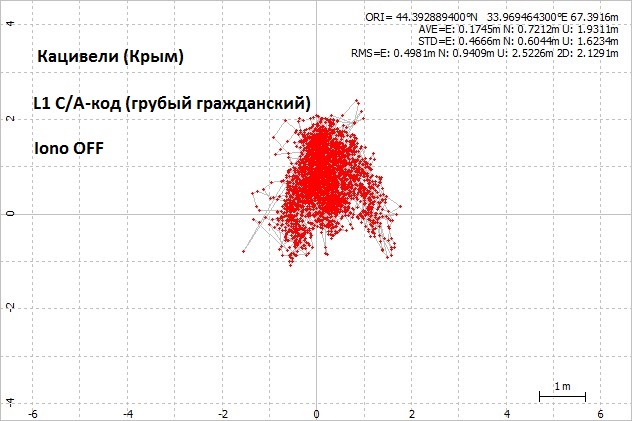 ORI= 44.392889400°N 33.969464300°E 67.3916m
AVE=E: 0.1745m N: 0.7212m U: 1.9311m
STD=E: 0.4666m N: 0.6044m U: 1.6234m
RMS=E: 0.4981m N: 0.9409m U: 2.5226m 2D: 2.1291m
Кацивели (Крым)
L1 C/A-код (грубый гражданский)
Iono OFF
4
2
0
-2
-4
1 m
-6 -4 -2 0 2 4 6